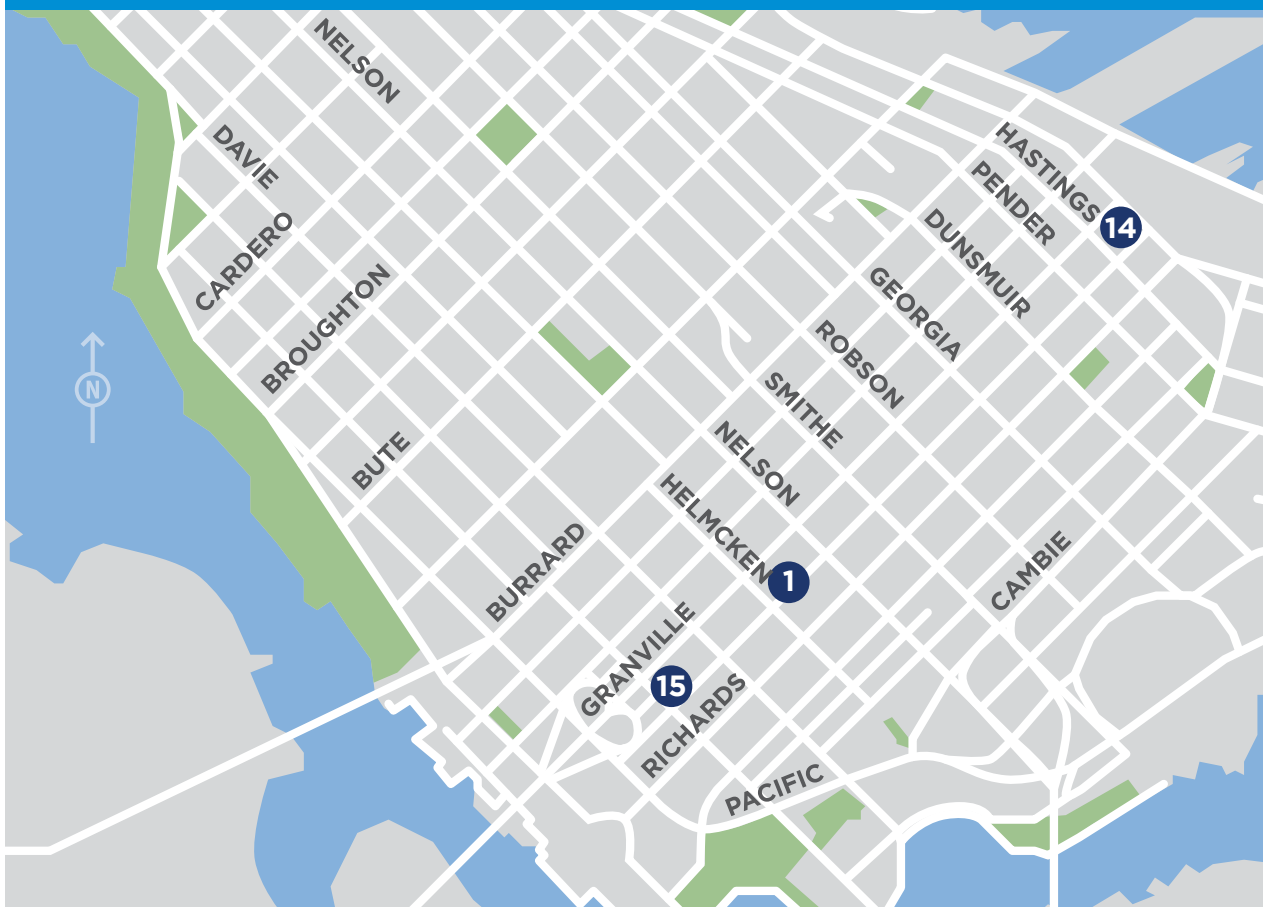 NELSON
DAVIE
HASTINGS
PENDER
14
CARDERO
DUNSMUIR
BROUGHTON
GEORGIA
ROBSON
N
SMITHE
BUTE
NELSON
HELMCKEN
1
BURRARD
CAMBIE
GRANVILLE
15
RICHARDS
PACIFIC